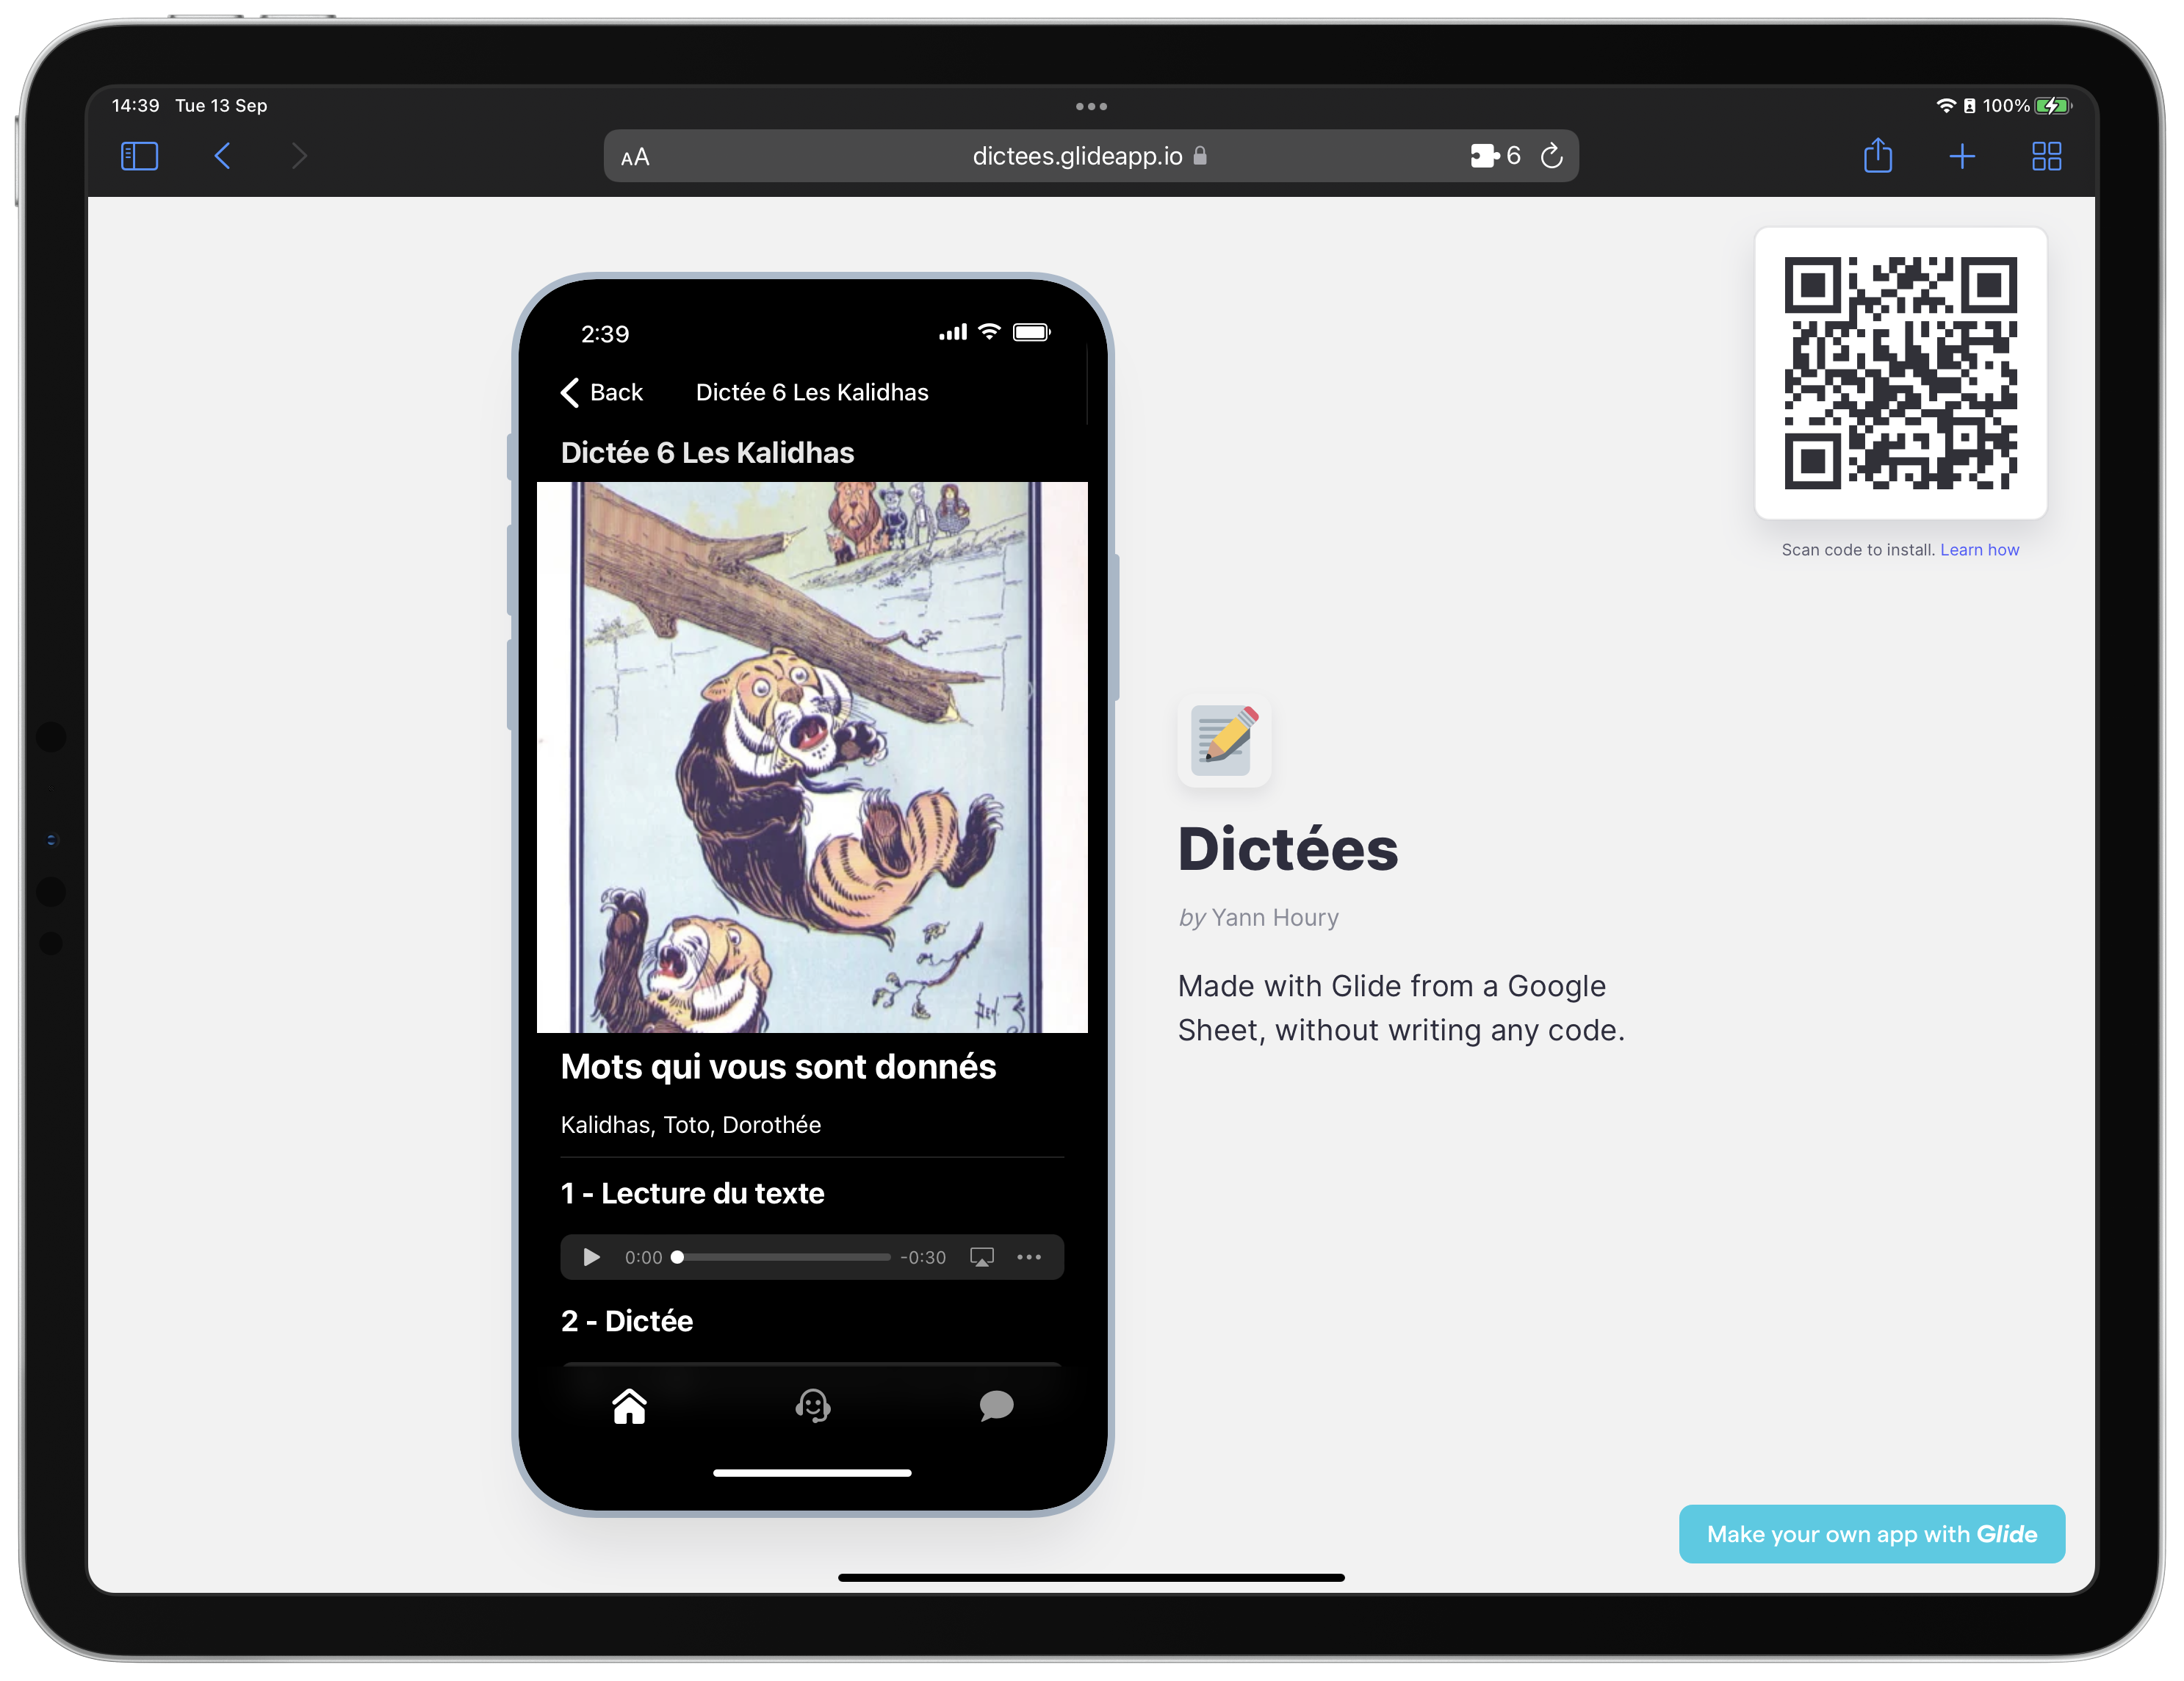 14:39 Tue 13 Sep
100%
AA
dictees.glideapp.io
6
Scan code to install. Learn how
2:39
Back
Dictée 6 Les Kalidhas
Dictée 6 Les Kalidhas
Mots qui vous sont donnés
Kalidhas, Toto, Dorothée
1 - Lecture du texte
0:00
-0:30
2 - Dictée
Dictées
by Yann Houry
Made with Glide from a Google
Sheet, without writing any code.
Make your own app with Glide